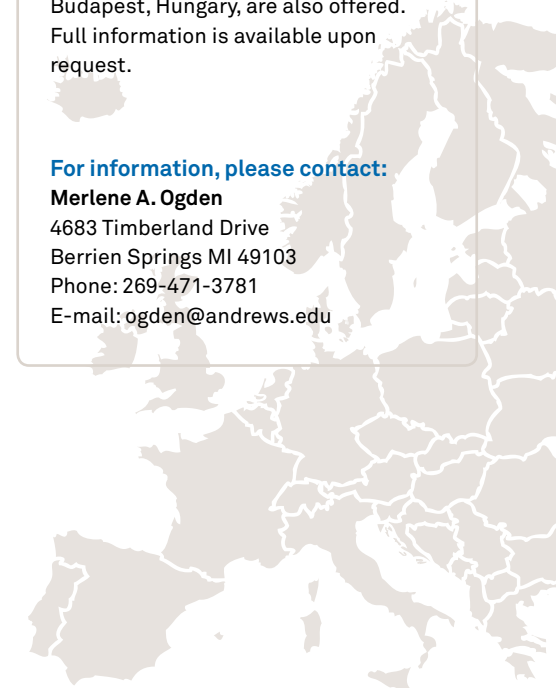 Budapest, Hungary, are also offered.
Full information is available upon
request.
For information, please contact:
Merlene A. Ogden
4683 Timberland Drive
Berrien Springs MI 49103
Phone: 269-471-3781
E-mail: ogden@andrews.edu